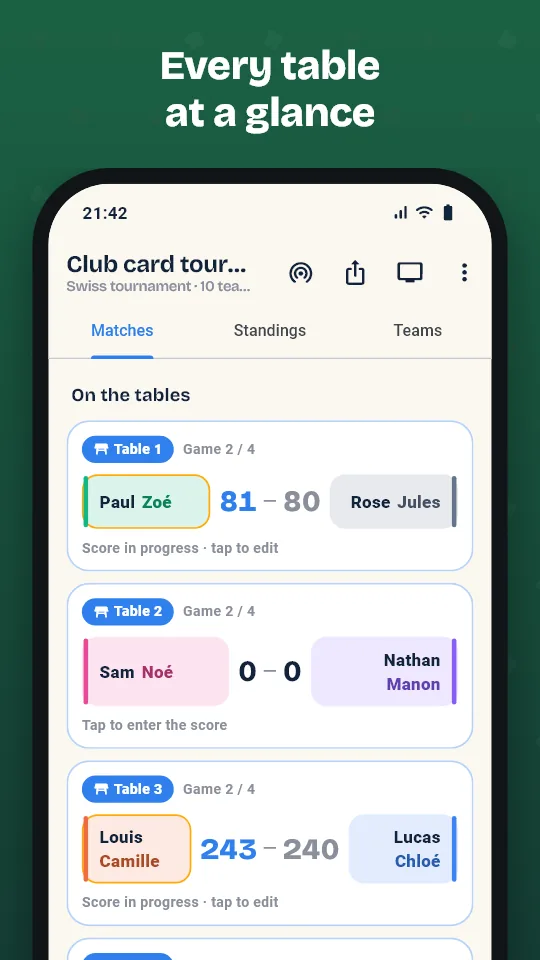 Every table
at a glance
21:42
Club card tour...
Swiss tournament · 10 tea...
Matches Standings Teams
On the tables
Table 1 Game 2 / 4
Paul Zoé 81 – 80 Rose Jules
Score in progress · tap to edit
Table 2 Game 2 / 4
Sam Noé 0 – 0 Nathan
Manon
Tap to enter the score
Table 3 Game 2 / 4
Louis
Camille 243 – 240 Lucas
Chloé
Score in progress · tap to edit